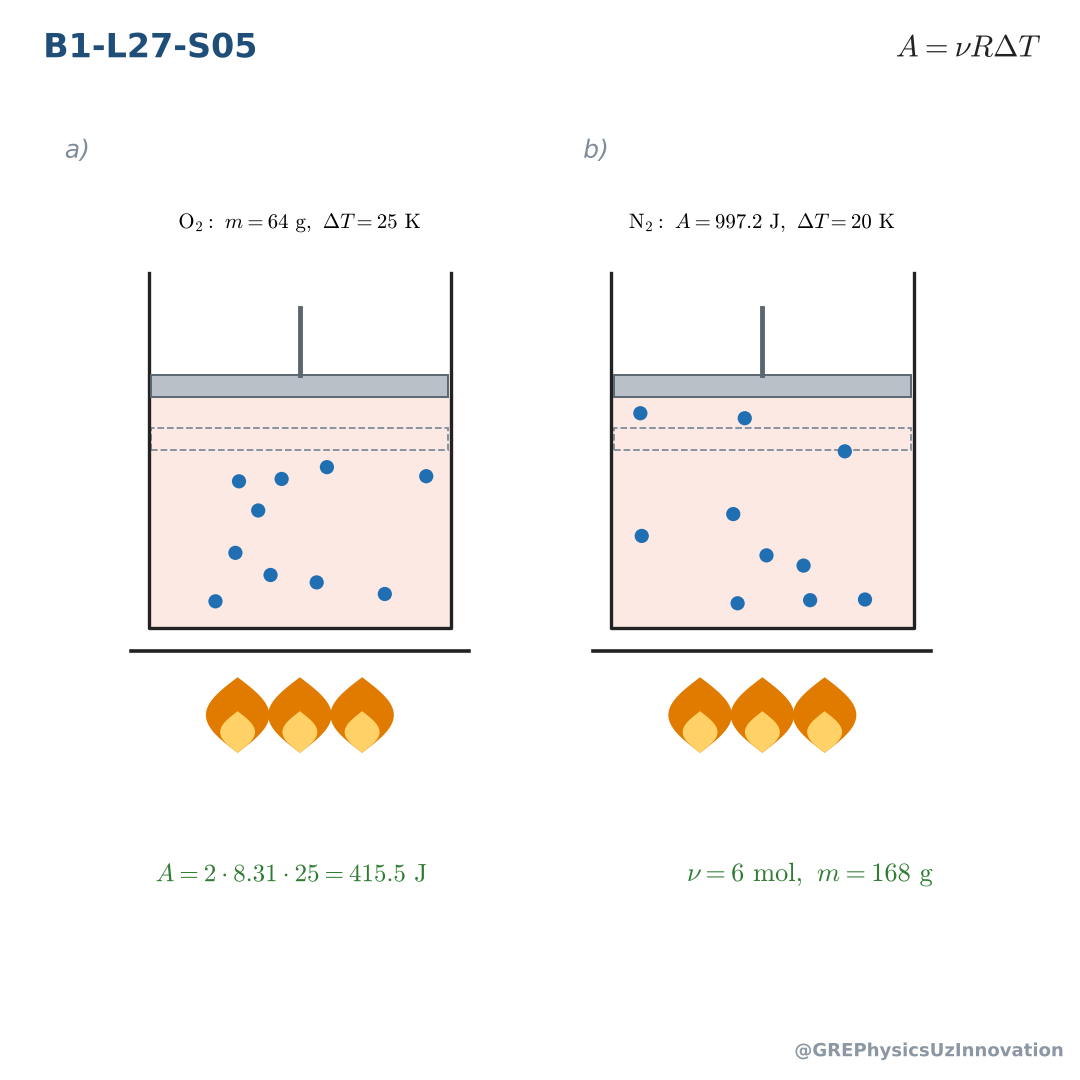 B1-L27-S05
A = νRΔT
a)
b)
O₂ : m = 64 g, ΔT = 25 K
N₂ : A = 997.2 J, ΔT = 20 K
A = 2 · 8.31 · 25 = 415.5 J
ν = 6 mol, m = 168 g
@GREPhysicsUzInnovation